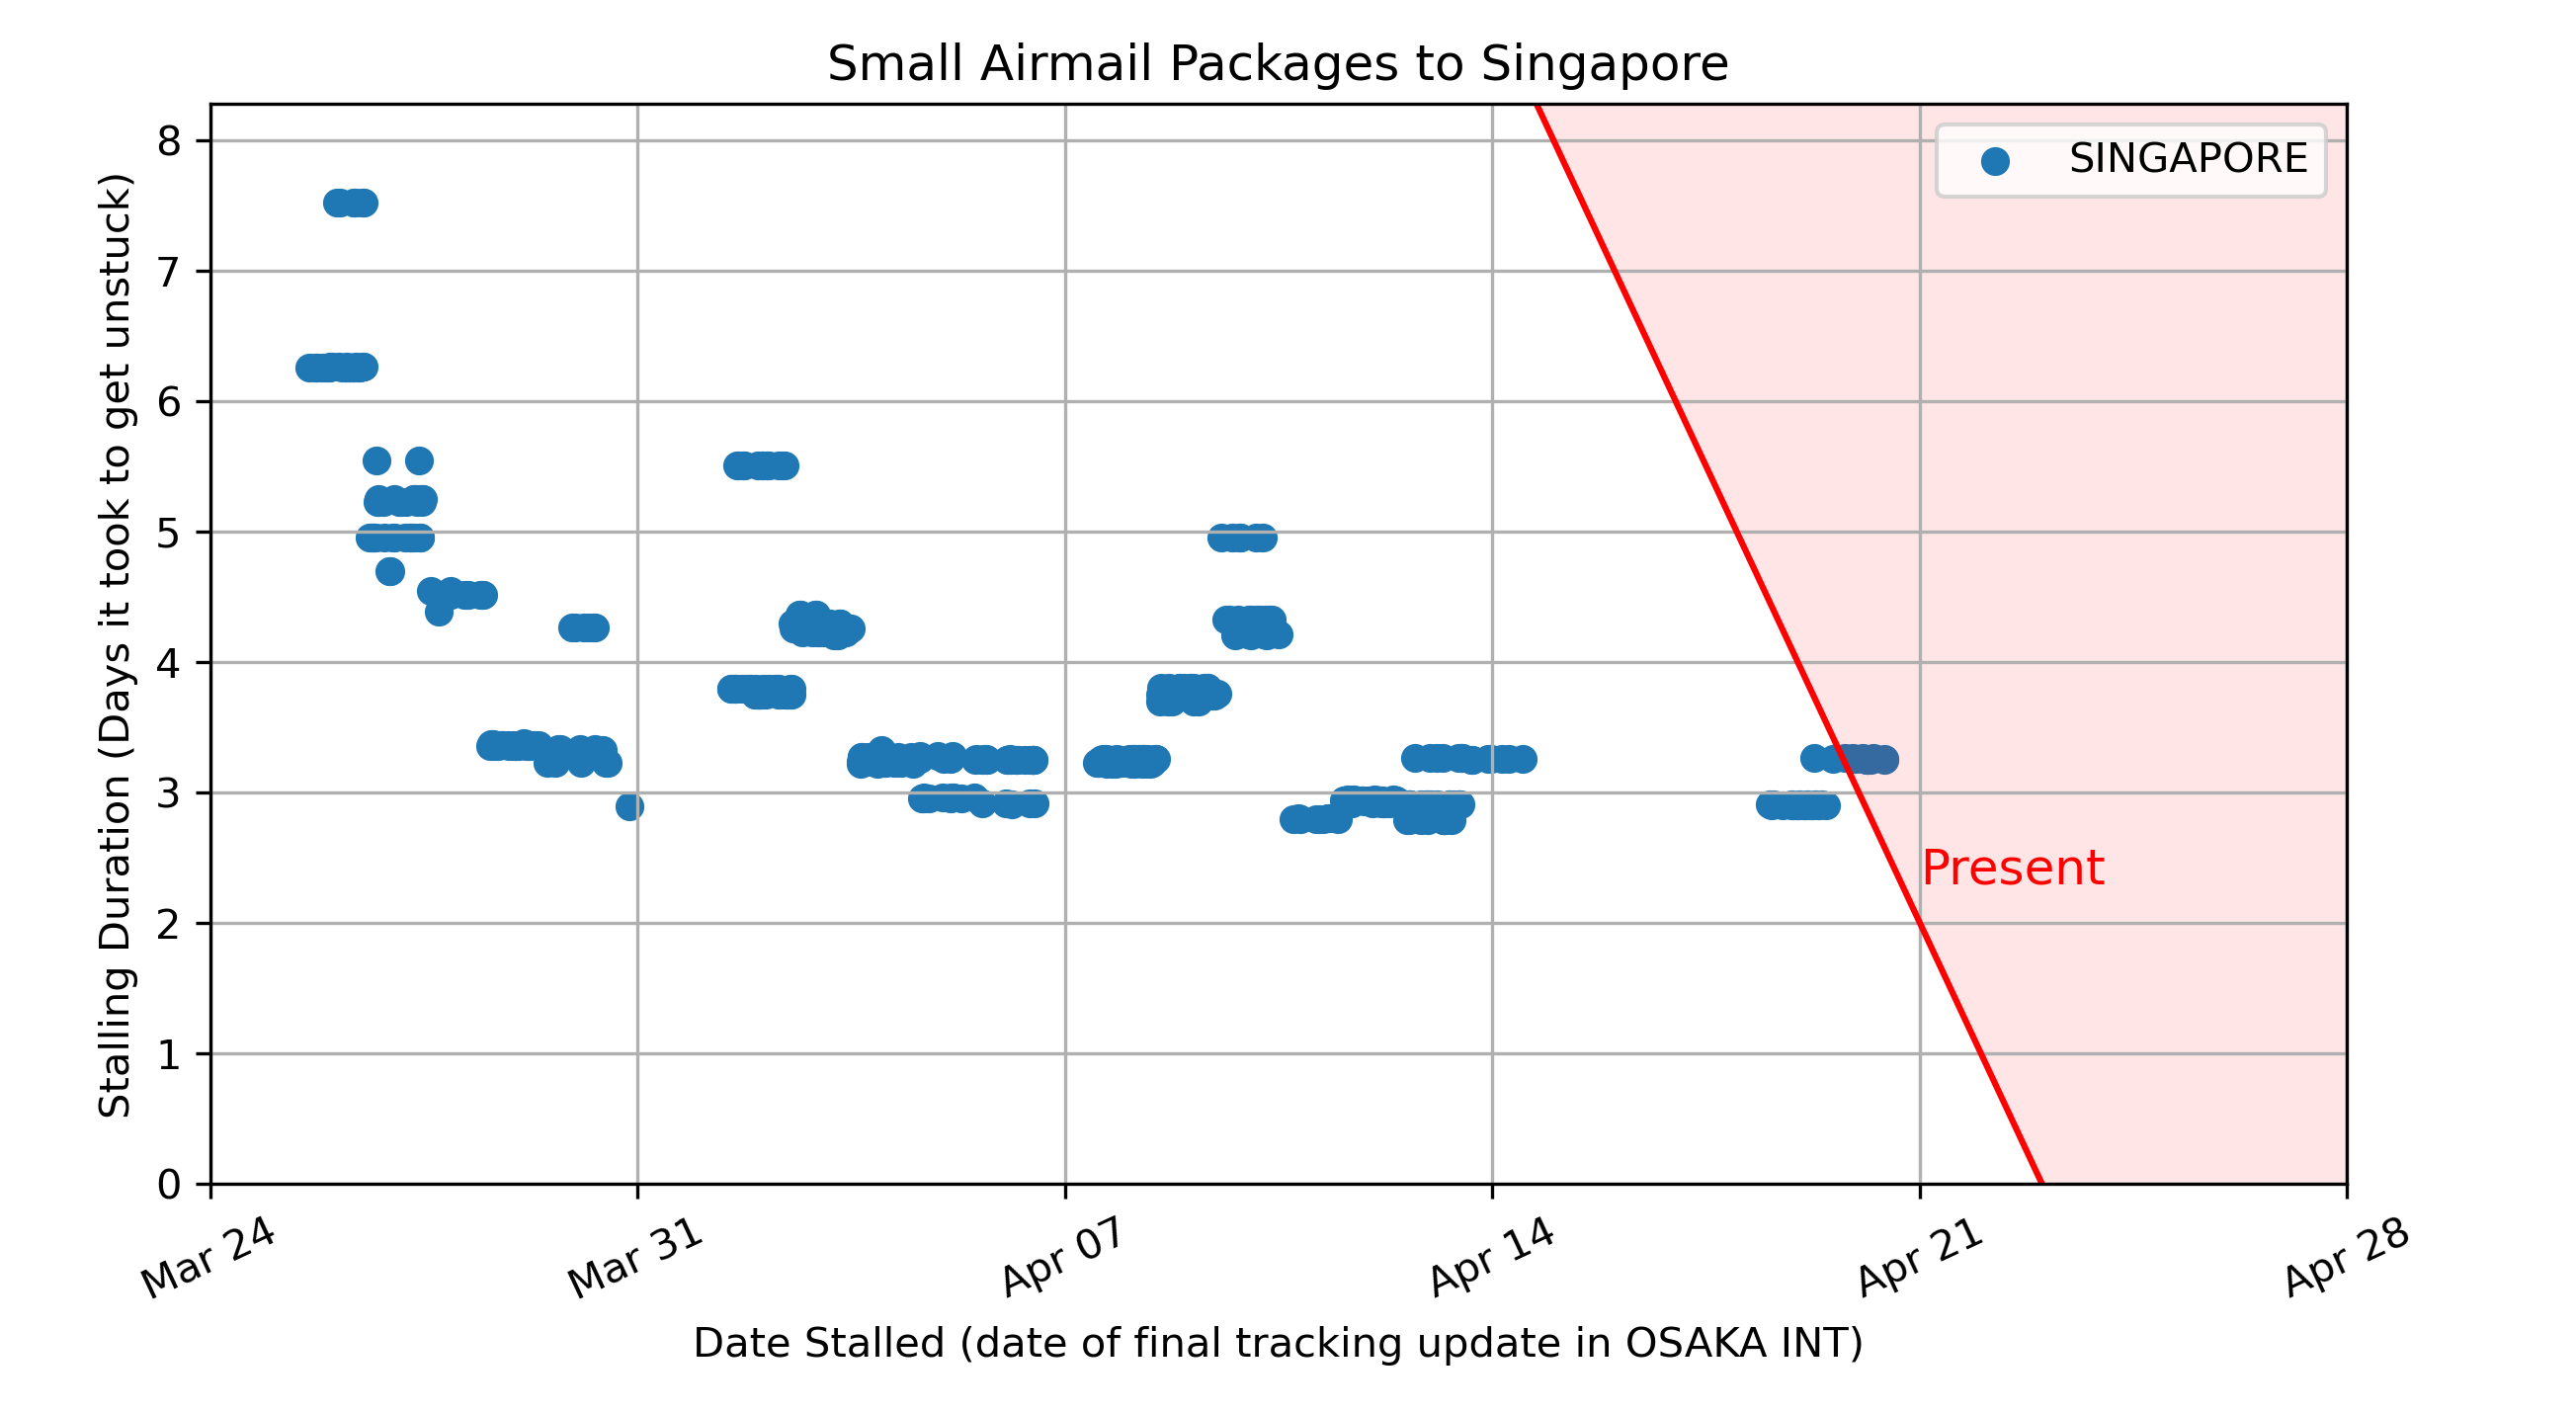 Small Airmail Packages to Singapore
SINGAPORE
Stalling Duration (Days it took to get unstuck)
8
7
6
5
4
3
2
1
0
Present
Mar 24
Mar 31
Apr 07
Apr 14
Apr 21
Apr 28
Date Stalled (date of final tracking update in OSAKA INT)